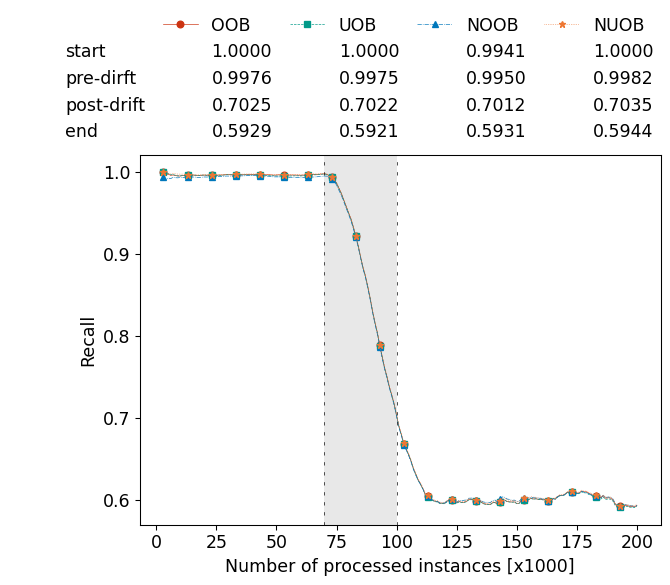 OOB UOB NOOB NUOB
start 1.0000 1.0000 0.9941 1.0000
pre-dirft 0.9976 0.9975 0.9950 0.9982
post-drift 0.7025 0.7022 0.7012 0.7035
end 0.5929 0.5921 0.5931 0.5944
1.0
0.9
0.8
0.7
0.6
Recall
0 25 50 75 100 125 150 175 200
Number of processed instances [x1000]